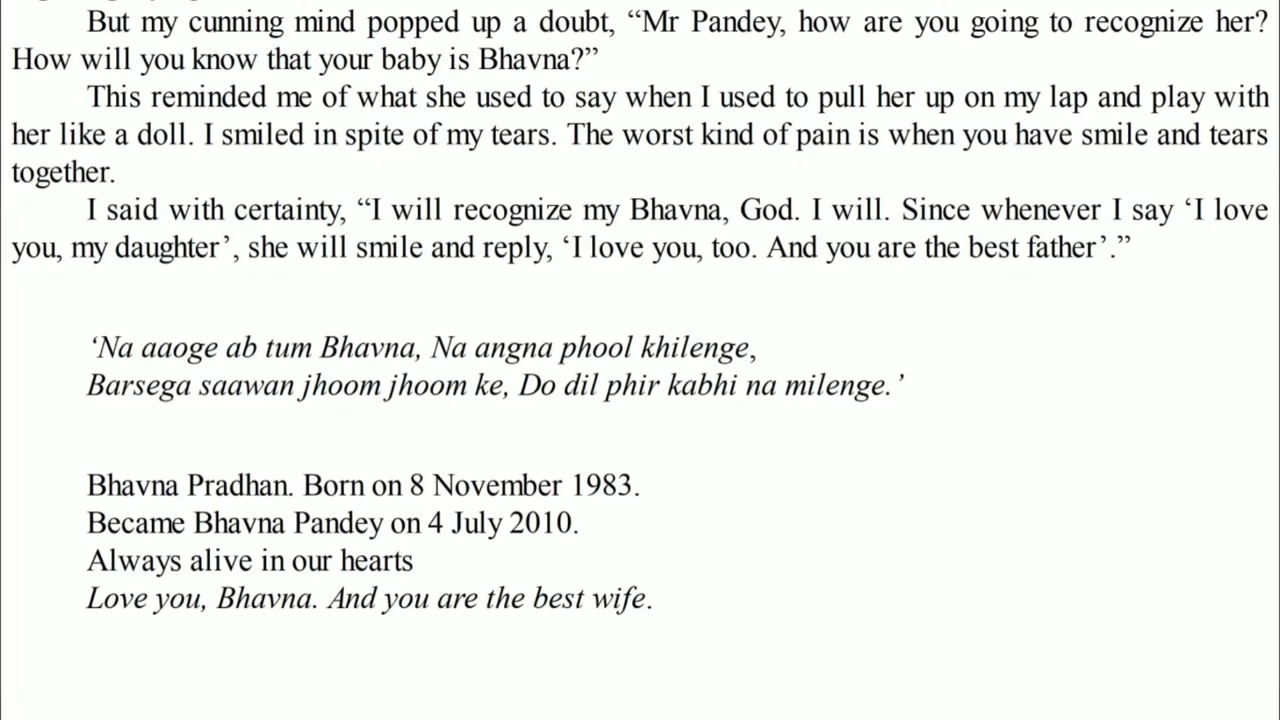 But my cunning mind popped up a doubt, “Mr Pandey, how are you going to recognize her?
How will you know that your baby is Bhavna?”
This reminded me of what she used to say when I used to pull her up on my lap and play with
her like a doll. I smiled in spite of my tears. The worst kind of pain is when you have smile and tears
together.
I said with certainty, “I will recognize my Bhavna, God. I will. Since whenever I say ‘I love
you, my daughter’, she will smile and reply, ‘I love you, too. And you are the best father’.”
‘Na aaoge ab tum Bhavna, Na angna phool khilenge,
Barsega saawan jhoom jhoom ke, Do dil phir kabhi na milenge.’
Bhavna Pradhan. Born on 8 November 1983.
Became Bhavna Pandey on 4 July 2010.
Always alive in our hearts
Love you, Bhavna. And you are the best wife.